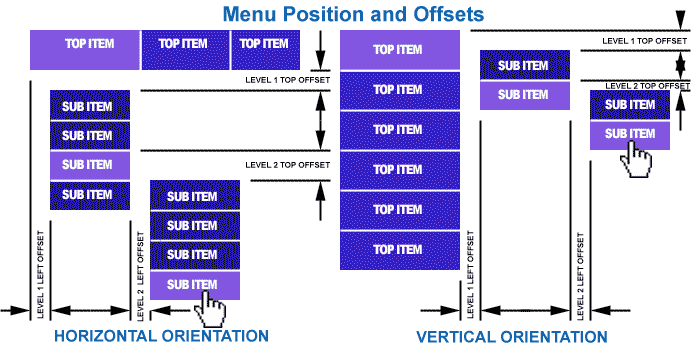 Menu Position and Offsets
TOP ITEM
TOP ITEM
TOP ITEM
LEVEL 1 TOP OFFSET
SUB ITEM
SUB ITEM
SUB ITEM
SUB ITEM
LEVEL 2 TOP OFFSET
SUB ITEM
SUB ITEM
SUB ITEM
SUB ITEM
LEVEL 1 LEFT OFFSET
LEVEL 2 LEFT OFFSET
HORIZONTAL ORIENTATION
TOP ITEM
TOP ITEM
TOP ITEM
TOP ITEM
TOP ITEM
TOP ITEM
LEVEL 1 TOP OFFSET
SUB ITEM
SUB ITEM
LEVEL 2 TOP OFFSET
SUB ITEM
SUB ITEM
LEVEL 1 LEFT OFFSET
LEVEL 2 LEFT OFFSET
VERTICAL ORIENTATION